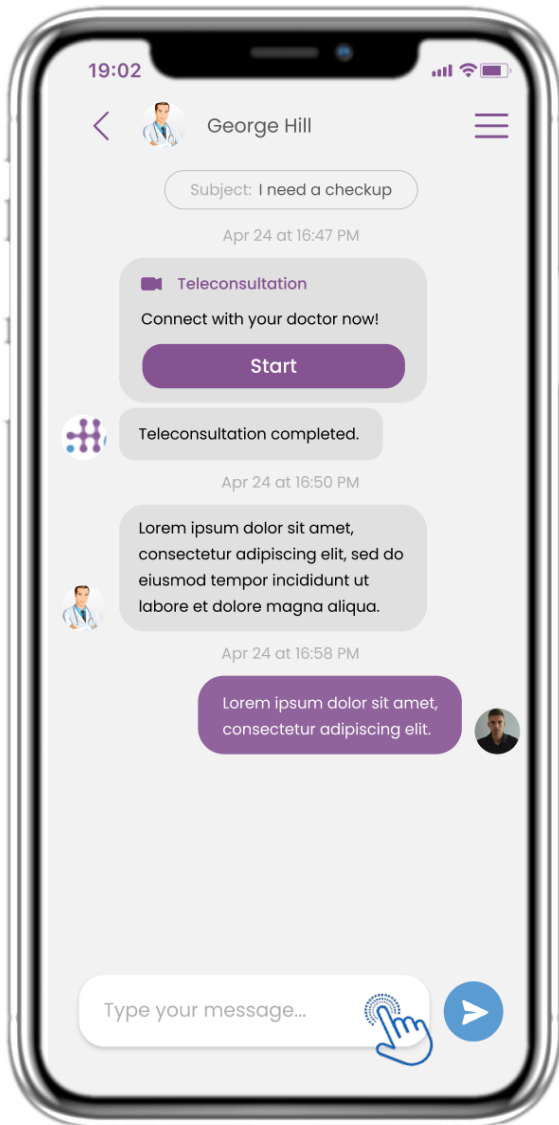 19:02
George Hill
Subject: I need a checkup
Apr 24 at 16:47 PM
Teleconsultation
Connect with your doctor now!
Start
Teleconsultation completed.
Apr 24 at 16:50 PM
Lorem ipsum dolor sit amet,
consectetur adipiscing elit, sed do
eiusmod tempor incididunt ut
labore et dolore magna aliqua.
Apr 24 at 16:58 PM
Lorem ipsum dolor sit amet,
consectetur adipiscing elit.
Type your message...